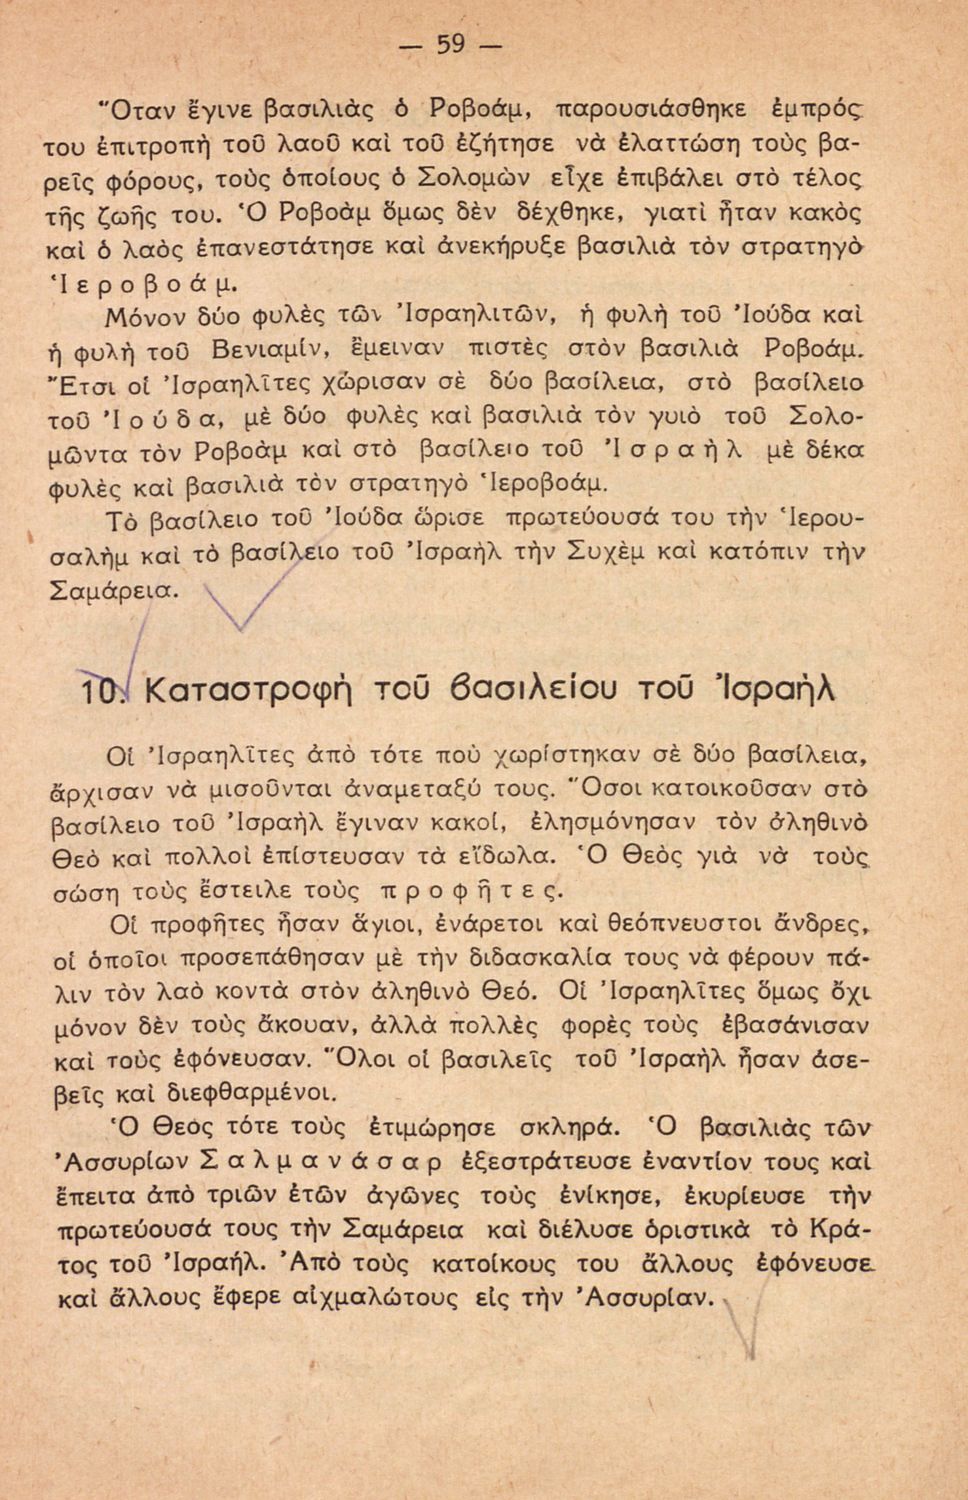 — 59 —
Ὅταν ἔγινε βασιλιὰς ὁ Ροβοάμ, παρουσιάσθηκε ἐμπρός
του ἐπιτροπὴ τοῦ λαοῦ καὶ τοῦ ἐζήτησε νὰ ἐλαττώση τοὺς βα-
ρεῖς φόρους, τοὺς ὁποίους ὁ Σολομὼν εἶχε ἐπιβάλει στὸ τέλος
τῆς ζωῆς του. Ὁ Ροβοὰμ ὅμως δὲν δέχθηκε, γιατὶ ἦταν κακὸς
καὶ ὁ λαὸς ἐπανεστάτησε καὶ ἀνεκήρυξε βασιλιὰ τὸν στρατηγὸ
Ἱεροβοάμ.
Μόνον δύο φυλὲς τῶν Ἰσραηλιτῶν, ἡ φυλὴ τοῦ Ἰούδα καὶ
ἡ φυλὴ τοῦ Βενιαμίν, ἔμειναν πιστὲς στὸν βασιλιὰ Ροβοάμ.
Ἔτσι οἱ Ἰσραηλῖτες χώρισαν σὲ δύο βασίλεια, στὸ βασίλειο
τοῦ Ἰούδα, μὲ δύο φυλὲς καὶ βασιλιὰ τὸν γυιὸ τοῦ Σολο-
μῶντα τὸν Ροβοὰμ καὶ στὸ βασίλειο τοῦ Ἰσραὴλ μὲ δέκα
φυλὲς καὶ βασιλιὰ τὸν στρατηγὸ Ἱεροβοάμ.
Τὸ βασίλειο τοῦ Ἰούδα ὥρισε πρωτεύουσά του τὴν Ἱερου-
σαλὴμ καὶ τὸ βασίλειο τοῦ Ἰσραὴλ τὴν Συχὲμ καὶ κατόπιν τὴν
Σαμάρεια.
10. Καταστροφὴ τοῦ βασιλείου τοῦ Ἰσραὴλ
Οἱ Ἰσραηλῖτες ἀπὸ τότε ποὺ χωρίστηκαν σὲ δύο βασίλεια,
ἄρχισαν νὰ μισοῦνται ἀναμεταξύ τους. Ὅσοι κατοικοῦσαν στὸ
βασίλειο τοῦ Ἰσραὴλ ἔγιναν κακοί, ἐλησμόνησαν τὸν ἀληθινὸ
Θεὸ καὶ πολλοὶ ἐπίστευσαν τὰ εἴδωλα. Ὁ Θεὸς γιὰ νὰ τοὺς
σώση τοὺς ἔστειλε τοὺς προφῆτες.
Οἱ προφῆτες ἦσαν ἅγιοι, ἐνάρετοι καὶ θεόπνευστοι ἄνδρες,
οἱ ὁποῖοι προσεπάθησαν μὲ τὴν διδασκαλία τους νὰ φέρουν πά-
λιν τὸν λαὸ κοντὰ στὸν ἀληθινὸ Θεό. Οἱ Ἰσραηλῖτες ὅμως ὄχι
μόνον δὲν τοὺς ἄκουαν, ἀλλὰ πολλὲς φορὲς τοὺς ἐβασάνισαν
καὶ τοὺς ἐφόνευσαν. Ὅλοι οἱ βασιλεῖς τοῦ Ἰσραὴλ ἦσαν ἀσε-
βεῖς καὶ διεφθαρμένοι.
Ὁ Θεὸς τότε τοὺς ἐτιμώρησε σκληρά. Ὁ βασιλιὰς τῶν
Ἀσσυρίων Σαλμανάσαρ ἐξεστράτευσε ἐναντίον τους καὶ
ἔπειτα ἀπὸ τριῶν ἐτῶν ἀγῶνες τοὺς ἐνίκησε, ἐκυρίευσε τὴν
πρωτεύουσά τους τὴν Σαμάρεια καὶ διέλυσε ὁριστικὰ τὸ Κρά-
τος τοῦ Ἰσραήλ. Ἀπὸ τοὺς κατοίκους του ἄλλους ἐφόνευσε
καὶ ἄλλους ἔφερε αἰχμαλώτους εἰς τὴν Ἀσσυρίαν.